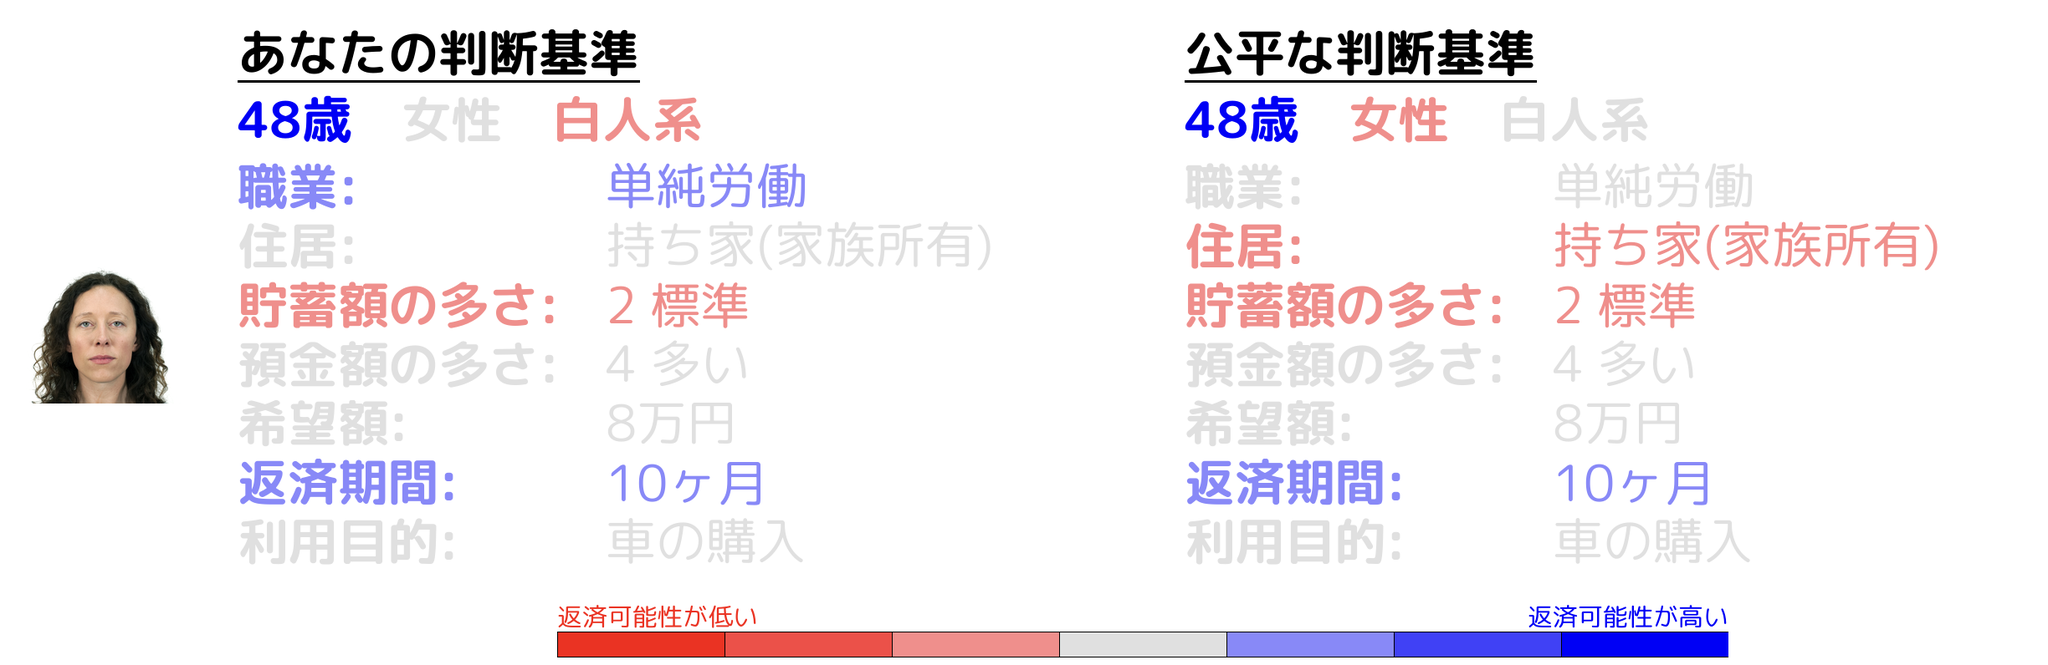 あなたの判断基準
48歳 女性 白人系
職業: 単純労働
住居: 持ち家(家族所有)
貯蓄額の多さ: 2 標準
預金額の多さ: 4 多い
希望額: 8万円
返済期間: 10ヶ月
利用目的: 車の購入
公平な判断基準
48歳 女性 白人系
職業: 単純労働
住居: 持ち家(家族所有)
貯蓄額の多さ: 2 標準
預金額の多さ: 4 多い
希望額: 8万円
返済期間: 10ヶ月
利用目的: 車の購入
返済可能性が低い
返済可能性が高い